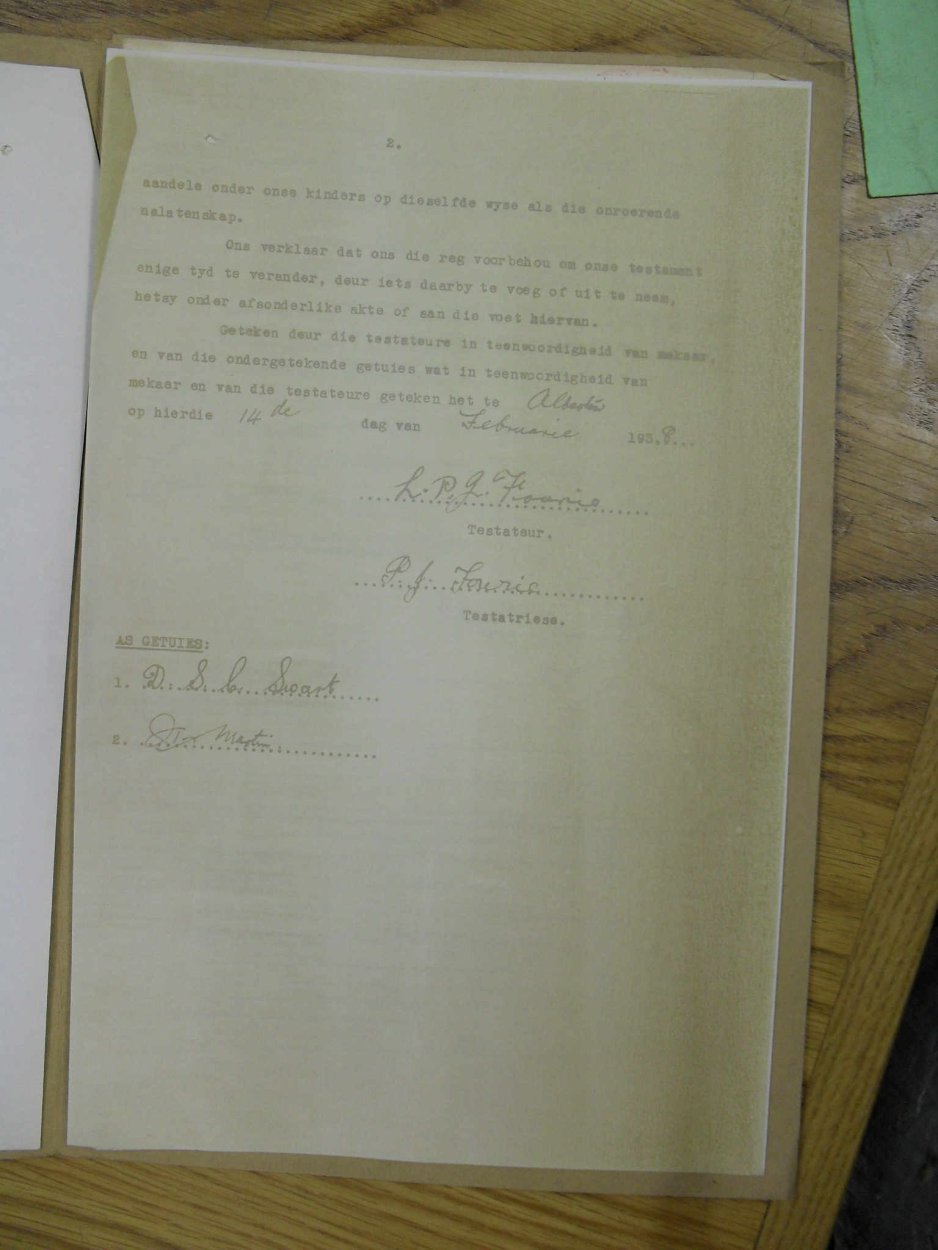 2.
aandele onder onse kinders op dieselfde wyse als die onroerende
nalatenskap.
Ons verklaar dat ons die reg voorbehou om onse testament
enige tyd te verander, deur iets daarby te voeg of uit te neem,
hetsy onder afsonderlike akte of aan die voet hiervan.
Geteken deur die testateure in teenwoordigheid van mekaar,
en van die ondergetekende getuies wat in teenwoordigheid van
mekaar en van die testateure geteken het te
op hierdie 14 de dag van Februarie 1938...
L. P. J. Fourie
Testateur.
P. J. Fourie
Testatriese.
AS GETUIES:
1. D. S. C. Swart
2. Martin